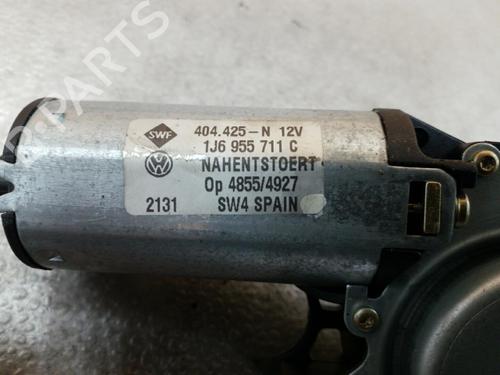 SWF 404.425-N 12V
1J6 955 711 C
NAHENTSTOERT
Op 4855/4927
2131 SW4 SPAIN
B-PARTS